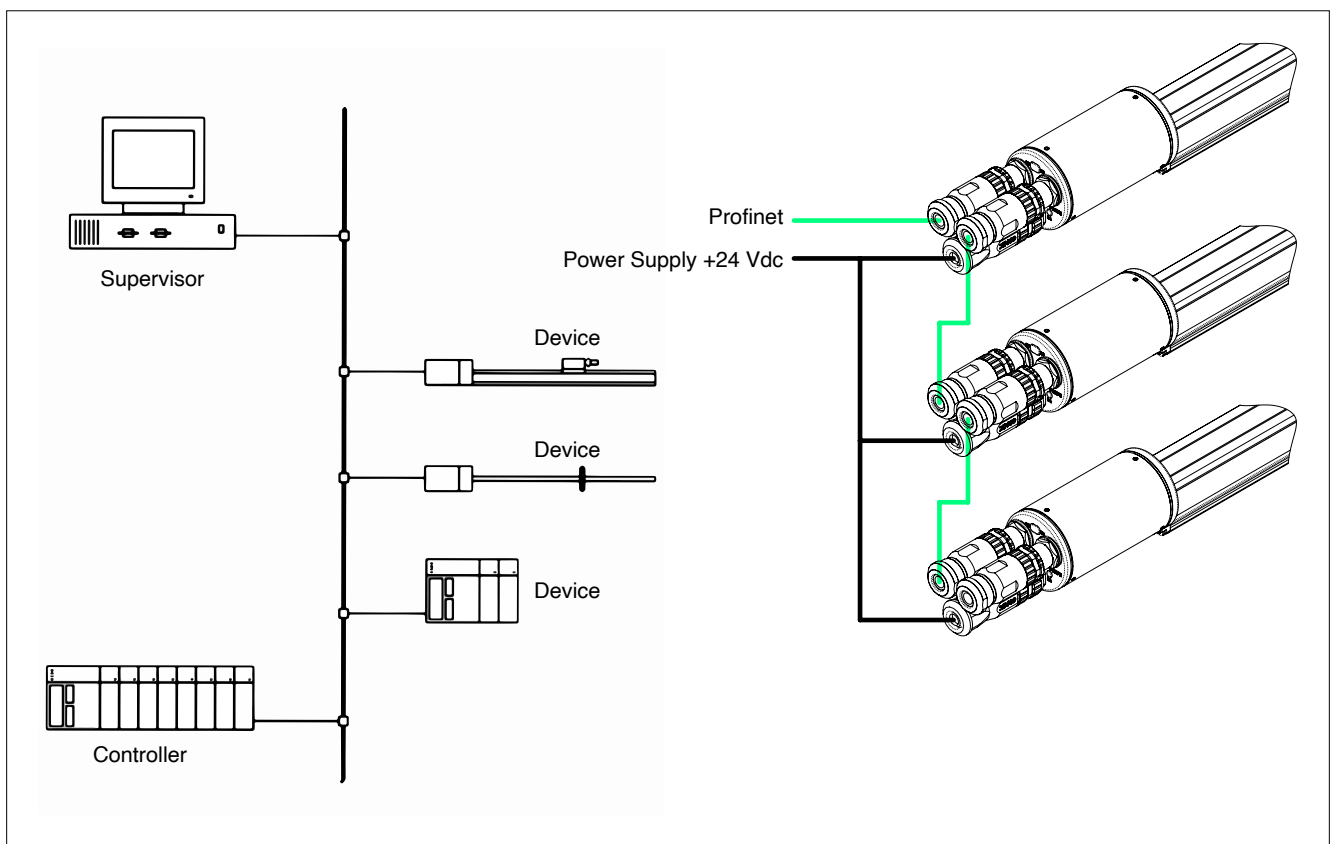 Supervisor
Device
Device
Device
Controller
Profinet
Power Supply +24 Vdc